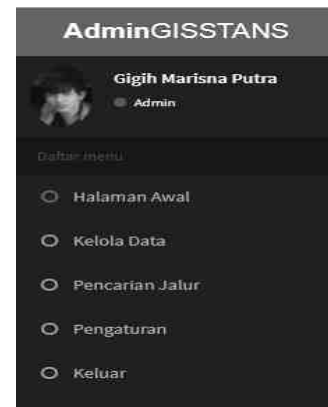 AdminGISSTANS
Gigih Marisna Putra
Admin
Daftar menu
Halaman Awal
Kelola Data
Pencarian Jalur
Pengaturan
Keluar